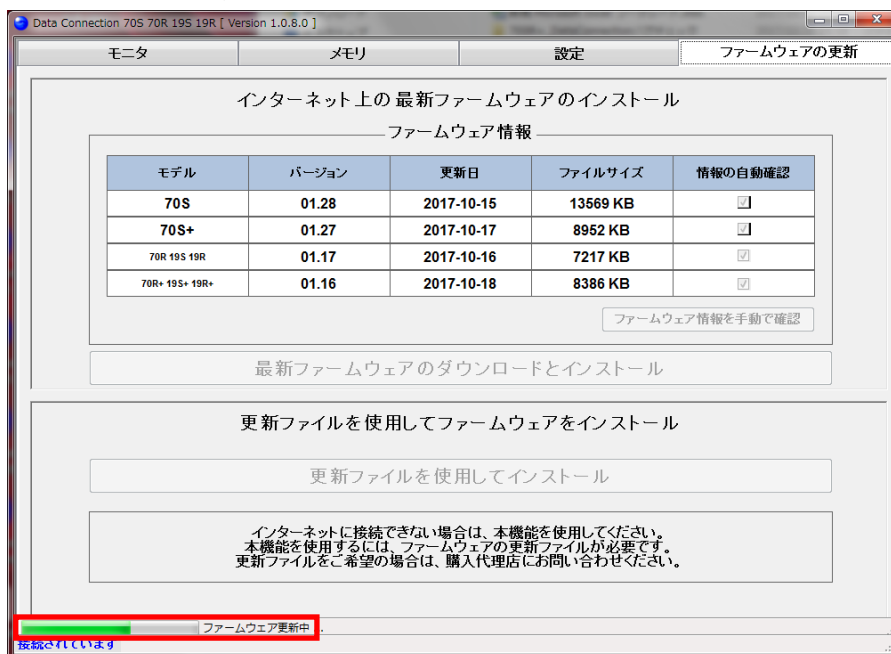 Data Connection 70S 70R 19S 19R [ Version 1.0.8.0 ]
モニタ メモリ 設定 ファームウェアの更新
インターネット上の最新ファームウェアのインストール
ファームウェア情報
モデル バージョン 更新日 ファイルサイズ 情報の自動確認
70S 01.28 2017-10-15 13569 KB
70S+ 01.27 2017-10-17 8952 KB
70R 19S 19R 01.17 2017-10-16 7217 KB
70R+ 19S+ 19R+ 01.16 2017-10-18 8386 KB
ファームウェア情報を手動で確認
最新ファームウェアのダウンロードとインストール
更新ファイルを使用してファームウェアをインストール
更新ファイルを使用してインストール
インターネットに接続できない場合は、本機能を使用してください。
本機能を使用するには、ファームウェアの更新ファイルが必要です。
更新ファイルをご希望の場合は、購入代理店にお問い合わせください。
ファームウェア更新中
接続されています